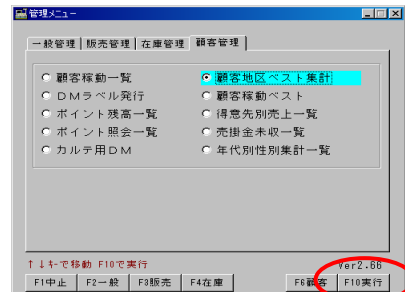 管理メニュー
一般管理 販売管理 在庫管理 顧客管理
顧客稼動一覧 顧客地区ベスト集計
DMラベル発行 顧客稼動ベスト
ポイント残高一覧 得意先別売上一覧
ポイント照会一覧 売掛金未収一覧
カルテ用DM 年代別性別集計一覧
↑↓キーで移動 F10で実行 Ver2.66
F1中止 F2一般 F3販売 F4在庫 F6顧客 F10実行